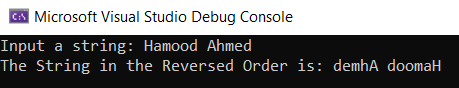 Microsoft Visual Studio Debug Console
Input a string: Hamood Ahmed
The String in the Reversed Order is: demhA doomaH